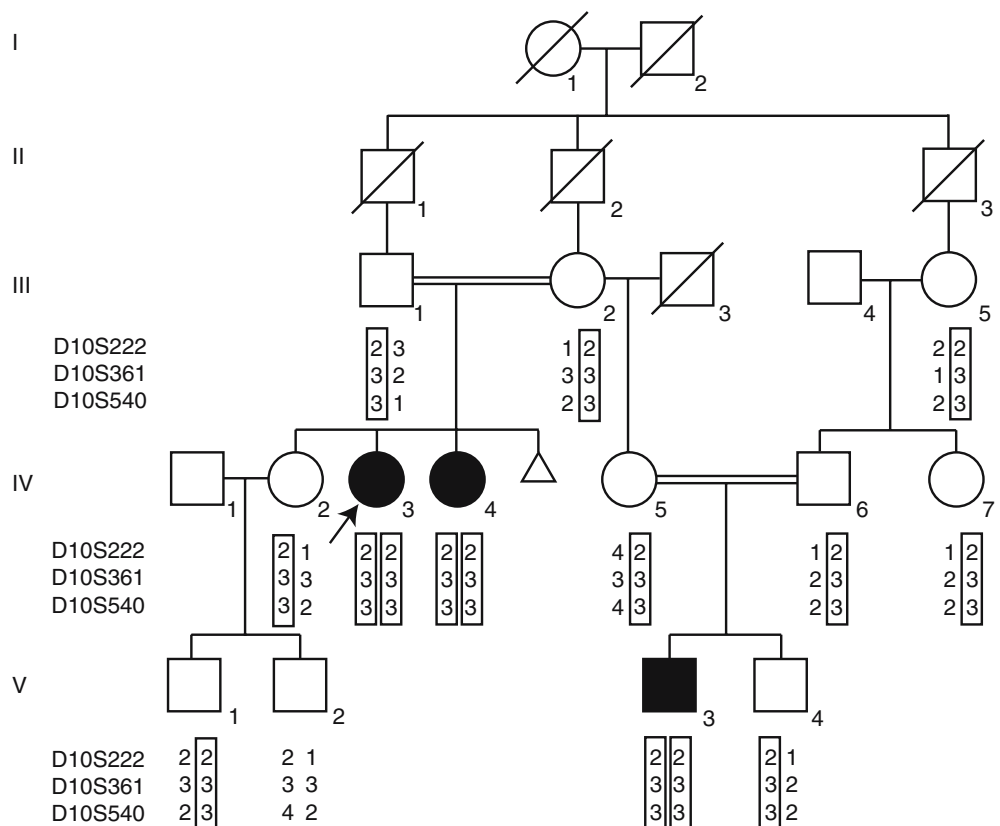 I
1 2
II
1 2 3
III
1 2 3 4 5
D10S222 2 3 1 2 2 2
D10S361 3 2 3 3 1 3
D10S540 3 1 2 3 2 3
IV
1 2 3 4 5 6 7
D10S222 2 1 2 2 2 2 4 2 1 2 1 2
D10S361 3 3 3 3 3 3 3 3 2 3 2 3
D10S540 3 2 3 3 3 3 4 3 2 3 2 3
V
1 2 3 4
D10S222 2 2 2 1 2 2 2 1
D10S361 3 3 3 3 3 3 3 2
D10S540 2 3 4 2 3 3 3 2